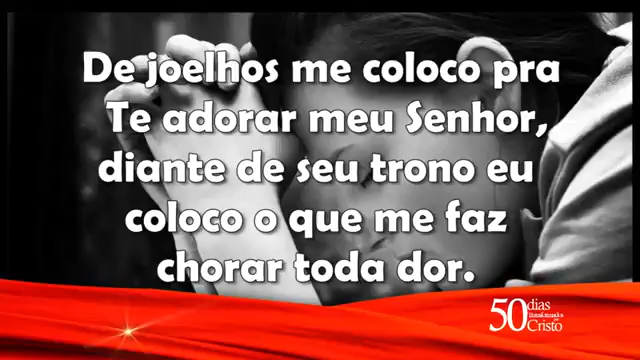 De joelhos me coloco pra
Te adorar meu Senhor,
diante de seu trono eu
coloco o que me faz
chorar toda dor.
50 dias
Cristo